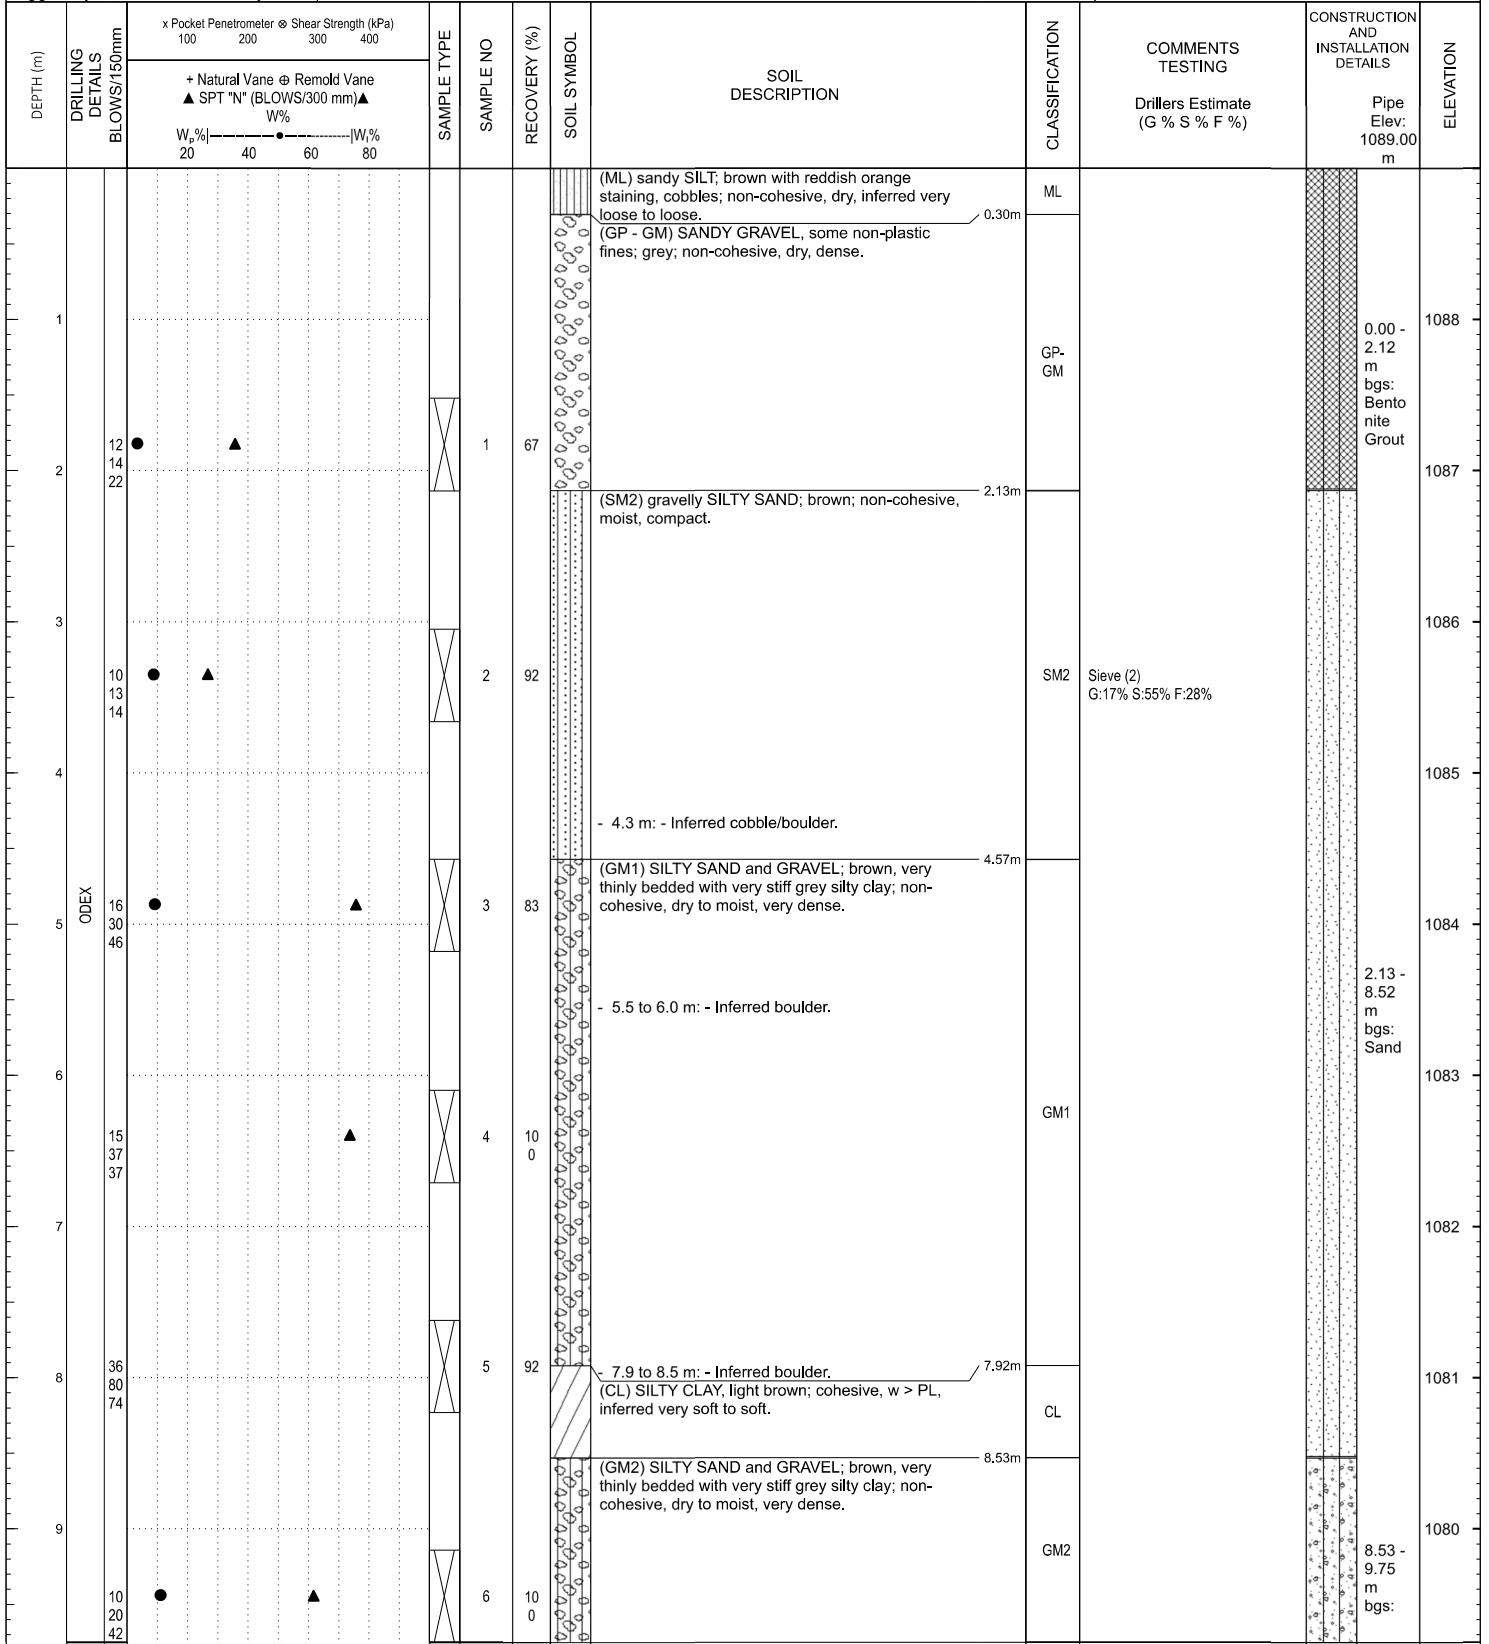 x Pocket Penetrometer ⊗ Shear Strength (kPa)
100 200 300 400
+ Natural Vane ⊕ Remold Vane
▲ SPT "N" (BLOWS/300 mm)▲
W%
Wₚ%|---●---|Wₗ%
20 40 60 80
DEPTH (m)
DRILLING
DETAILS
BLOWS/150mm
SAMPLE TYPE
SAMPLE NO
RECOVERY (%)
SOIL SYMBOL
SOIL
DESCRIPTION
CLASSIFICATION
COMMENTS
TESTING
Drillers Estimate
(G % S % F %)
CONSTRUCTION
AND
INSTALLATION
DETAILS
Pipe
Elev:
1089.00
m
ELEVATION
(ML) sandy SILT; brown with reddish orange
staining, cobbles; non-cohesive, dry, inferred very
loose to loose.
0.30m
ML
(GP - GM) SANDY GRAVEL, some non-plastic
fines; grey; non-cohesive, dry, dense.
1
1088
GP-
GM
0.00 -
2.12
m
bgs:
Bento
nite
Grout
12
14
22
1
67
2
1087
2.13m
(SM2) gravelly SILTY SAND; brown; non-cohesive,
moist, compact.
3
1086
10
13
14
2
92
SM2
Sieve (2)
G:17% S:55% F:28%
4
1085
- 4.3 m: - Inferred cobble/boulder.
4.57m
(GM1) SILTY SAND and GRAVEL; brown, very
thinly bedded with very stiff grey silty clay; non-
cohesive, dry to moist, very dense.
ODEX
16
30
46
3
83
5
1084
- 5.5 to 6.0 m: - Inferred boulder.
2.13 -
8.52
m
bgs:
Sand
6
1083
GM1
15
37
37
4
10
0
7
1082
36
80
74
5
92
- 7.9 to 8.5 m: - Inferred boulder.
7.92m
8
1081
(CL) SILTY CLAY, light brown; cohesive, w > PL,
inferred very soft to soft.
CL
8.53m
(GM2) SILTY SAND and GRAVEL; brown, very
thinly bedded with very stiff grey silty clay; non-
cohesive, dry to moist, very dense.
9
1080
GM2
8.53 -
9.75
m
bgs:
10
20
42
6
10
0